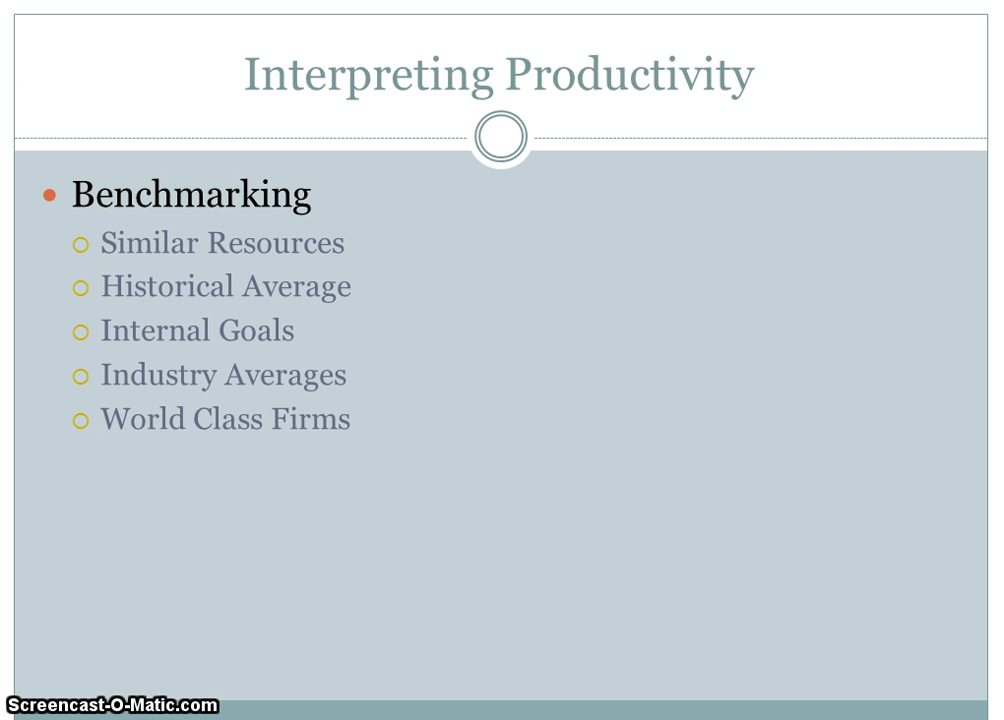 Interpreting Productivity
Benchmarking
Similar Resources
Historical Average
Internal Goals
Industry Averages
World Class Firms
Screencast-O-Matic.com